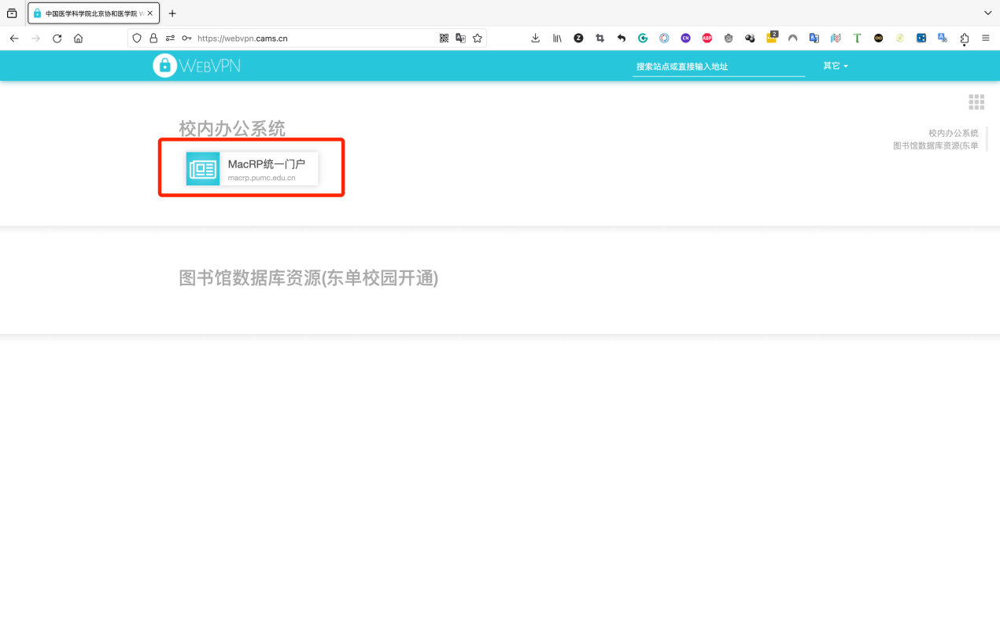 中国医学科学院北京协和医学院 W
https://webvpn.cams.cn
EN
ABP
2
WEBVPN
搜索站点或直接输入地址
其它
校内办公系统
校内办公系统
图书馆数据库资源(东单
MacRP统一门户
macrp.pumc.edu.cn
图书馆数据库资源(东单校园开通)